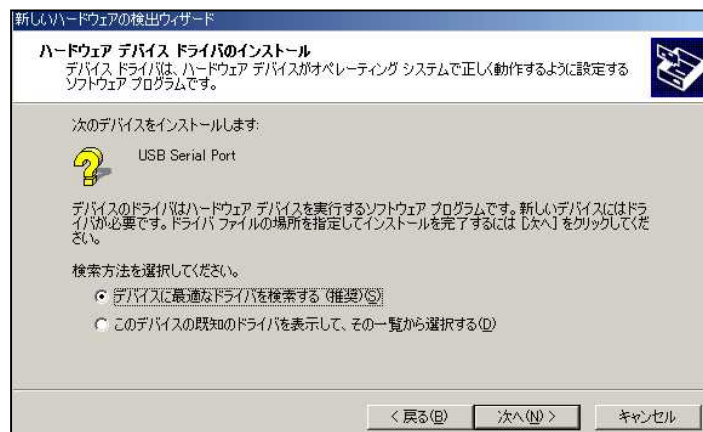 新しいハードウェアの検出ウィザード
ハードウェア デバイス ドライバのインストール
デバイス ドライバは、ハードウェア デバイスがオペレーティング システムで正しく動作するように設定する
ソフトウェア プログラムです。
次のデバイスをインストールします:
USB Serial Port
デバイスのドライバはハードウェア デバイスを実行するソフトウェア プログラムです。新しいデバイスにはドラ
イバが必要です。ドライバ ファイルの場所を指定してインストールを完了するには [次へ] をクリックしてくだ
さい。
検索方法を選択してください。
デバイスに最適なドライバを検索する (推奨)(S)
このデバイスの既知のドライバを表示して、その一覧から選択する(D)
< 戻る(B) 次へ(N) > キャンセル